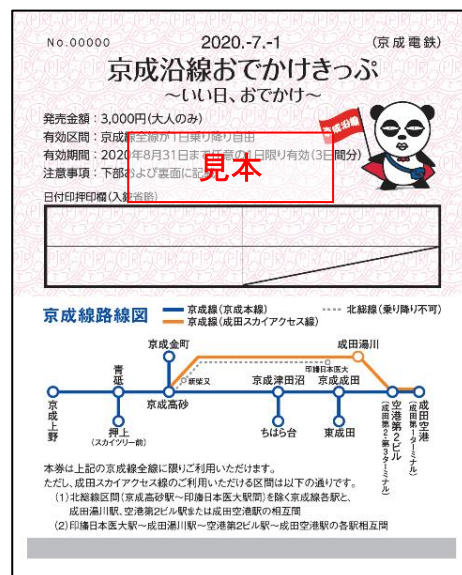 No.00000 2020.-7.-1 (京成電鉄)
京成沿線おでかけきっぷ
〜いい日、おでかけ〜
発売金額：3,000円(大人のみ)
有効区間：京成線全線が1日乗り降り自由
有効期間：2020年8月31日まで任意の1日限り有効(3日間分)
注意事項：下部および裏面に記
見本
京成沿線
日付印押印欄(入鋏省略)
京成線路線図
京成線(京成本線)
北総線(乗り降り不可)
京成線(成田スカイアクセス線)
京成金町
成田湯川
青砥
新柴又
印旛日本医大
京成津田沼
京成成田
京成上野
押上
(スカイツリー前)
京成高砂
ちはら台
東成田
空港第2ビル
(成田第2・第3ターミナル)
成田空港
(成田第1ターミナル)
本券は上記の京成線全線に限りご利用いただけます。
ただし、成田スカイアクセス線のご利用いただける区間は以下の通りです。
(1)北総線区間(京成高砂駅〜印旛日本医大駅間)を除く京成線各駅と、
成田湯川駅、空港第2ビル駅または成田空港駅の相互間
(2)印旛日本医大駅〜成田湯川駅〜空港第2ビル駅〜成田空港駅の各駅相互間